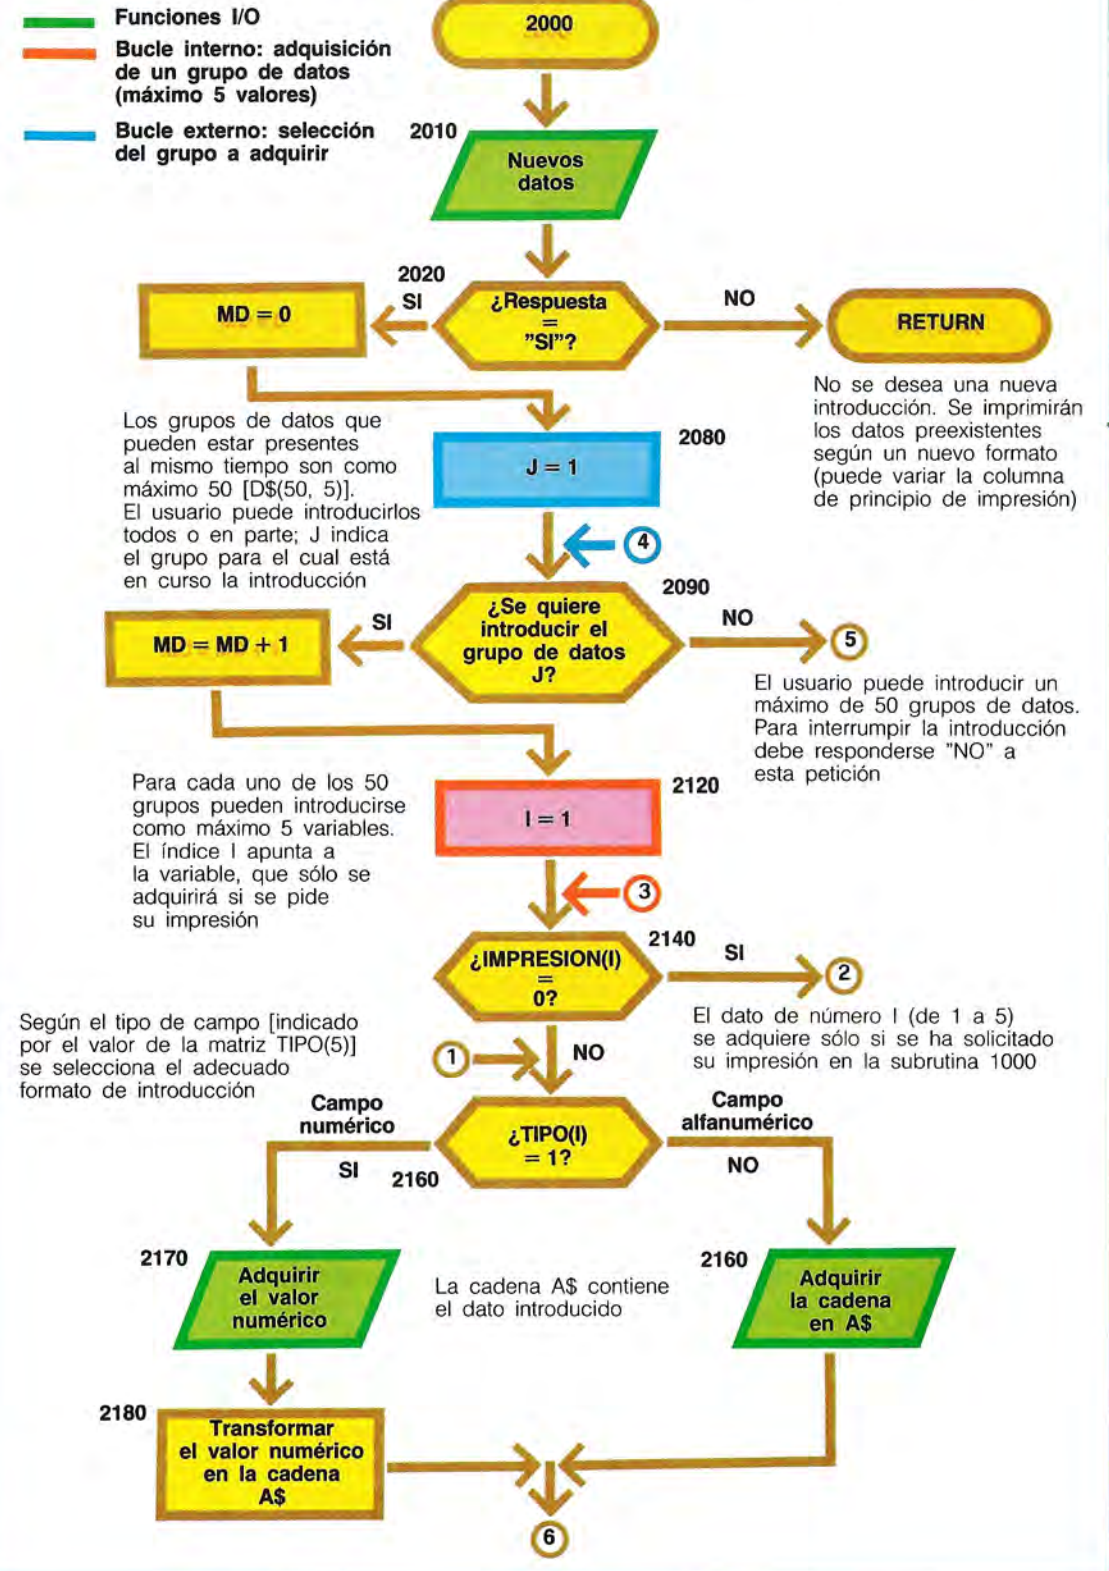 Funciones I/O
Bucle interno: adquisición
de un grupo de datos
(máximo 5 valores)
Bucle externo: selección
del grupo a adquirir
2000
2010
Nuevos
datos
2020
SI
MD = 0
¿Respuesta
=
"SI"?
NO
RETURN
No se desea una nueva
introducción. Se imprimirán
los datos preexistentes
según un nuevo formato
(puede variar la columna
de principio de impresión)
Los grupos de datos que
pueden estar presentes
al mismo tiempo son como
máximo 50 [D$(50, 5)].
El usuario puede introducirlos
todos o en parte; J indica
el grupo para el cual está
en curso la introducción
2080
J = 1
4
2090
¿Se quiere
introducir el
grupo de datos
J?
SI
MD = MD + 1
NO
5
El usuario puede introducir un
máximo de 50 grupos de datos.
Para interrumpir la introducción
debe responderse "NO" a
esta petición
Para cada uno de los 50
grupos pueden introducirse
como máximo 5 variables.
El índice I apunta a
la variable, que sólo se
adquirirá si se pide
su impresión
2120
I = 1
3
2140
¿IMPRESION(I)
=
0?
SI
2
El dato de número I (de 1 a 5)
se adquiere sólo si se ha solicitado
su impresión en la subrutina 1000
Según el tipo de campo [indicado
por el valor de la matriz TIPO(5)]
se selecciona el adecuado
formato de introducción
1
NO
Campo
numérico
SI
2160
¿TIPO(I)
= 1?
Campo
alfanumérico
NO
2170
Adquirir
el valor
numérico
La cadena A$ contiene
el dato introducido
2160
Adquirir
la cadena
en A$
2180
Transformar
el valor numérico
en la cadena
A$
6